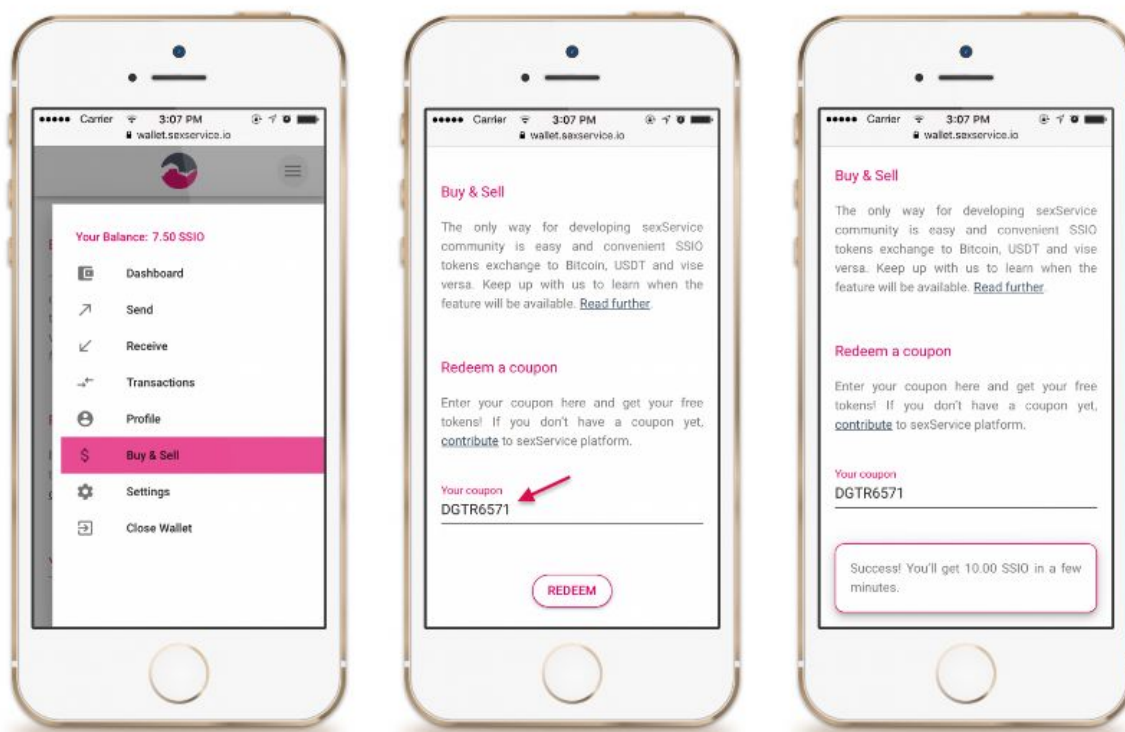 Carrier 3:07 PM
wallet.sexservice.io
Your Balance: 7.50 SSIO
Dashboard
Send
Receive
Transactions
Profile
Buy & Sell
Settings
Close Wallet
Carrier 3:07 PM
wallet.sexservice.io
Buy & Sell
The only way for developing sexService
community is easy and convenient SSIO
tokens exchange to Bitcoin, USDT and vise
versa. Keep up with us to learn when the
feature will be available. Read further.
Redeem a coupon
Enter your coupon here and get your free
tokens! If you don't have a coupon yet,
contribute to sexService platform.
Your coupon
DGTR6571
REDEEM
Carrier 3:07 PM
wallet.sexservice.io
Buy & Sell
The only way for developing sexService
community is easy and convenient SSIO
tokens exchange to Bitcoin, USDT and vise
versa. Keep up with us to learn when the
feature will be available. Read further.
Redeem a coupon
Enter your coupon here and get your free
tokens! If you don't have a coupon yet,
contribute to sexService platform.
Your coupon
DGTR6571
Success! You'll get 10.00 SSIO in a few
minutes.